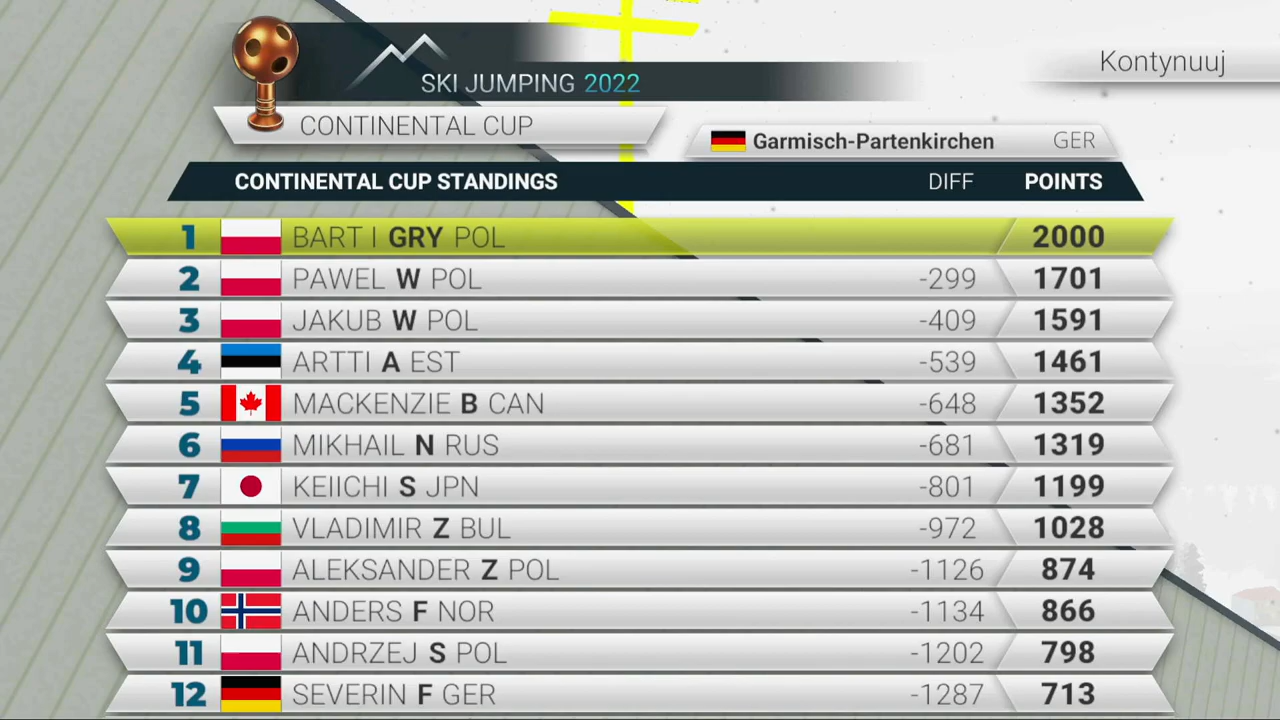 SKI JUMPING 2022
Kontynuuj
CONTINENTAL CUP
Garmisch-Partenkirchen GER
CONTINENTAL CUP STANDINGS DIFF POINTS
1 BART I GRY POL 2000
2 PAWEL W POL -299 1701
3 JAKUB W POL -409 1591
4 ARTTI A EST -539 1461
5 MACKENZIE B CAN -648 1352
6 MIKHAIL N RUS -681 1319
7 KEIICHI S JPN -801 1199
8 VLADIMIR Z BUL -972 1028
9 ALEKSANDER Z POL -1126 874
10 ANDERS F NOR -1134 866
11 ANDRZEJ S POL -1202 798
12 SEVERIN F GER -1287 713